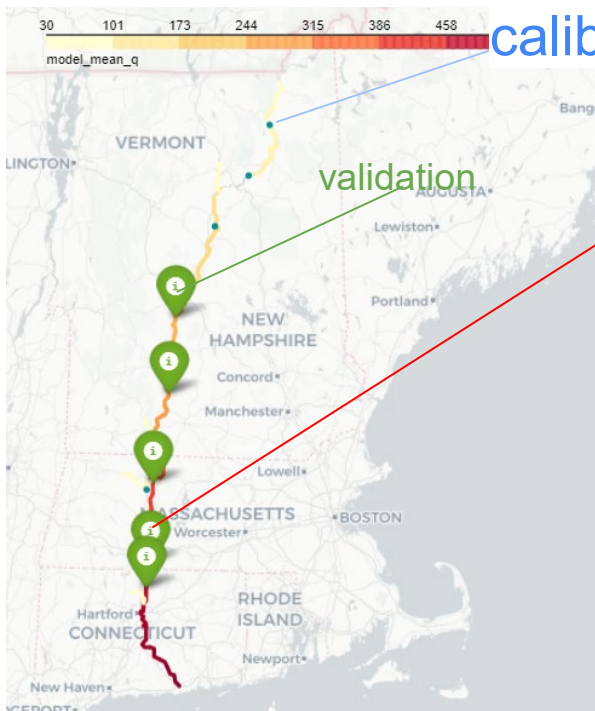 30 101 173 244 315 386 458
model_mean_q
calib
Bang
VERMONT
LINGTON
validation
AUGUSTA
Lewiston
Portland
NEW
HAMPSHIRE
Concord
Manchester
Lowell
MASSACHUSETTS
BOSTON
Worcester
Hartford
RHODE
ISLAND
CONNECTICUT
Newport
New Haven
DGEPORT
i
i
i
i
i